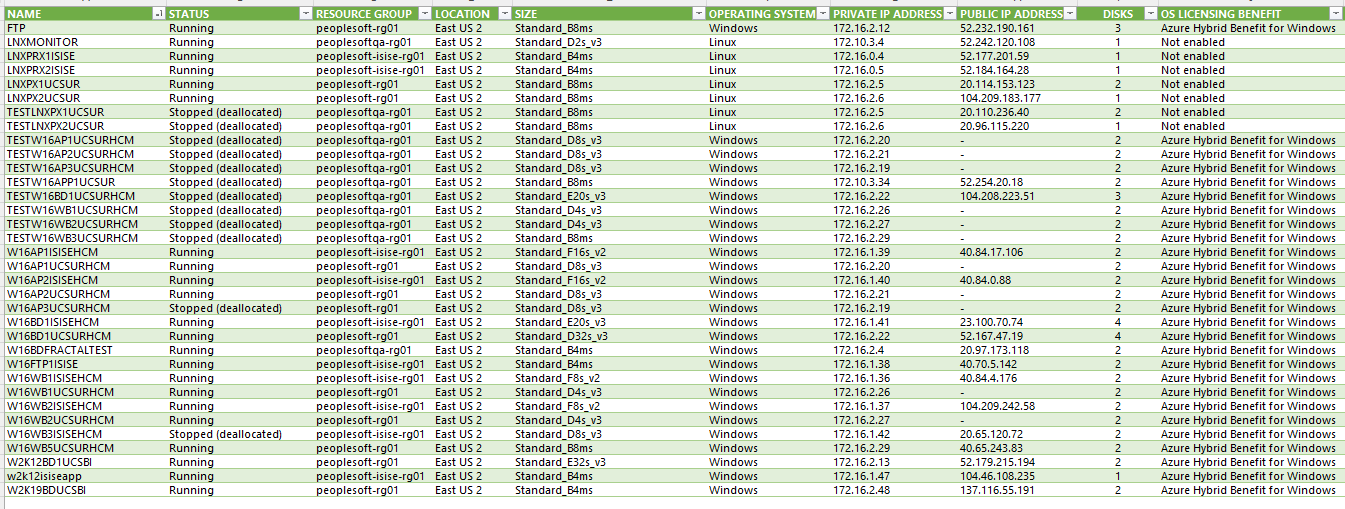 NAME STATUS RESOURCE GROUP LOCATION SIZE OPERATING SYSTEM PRIVATE IP ADDRESS PUBLIC IP ADDRESS DISKS OS LICENSING BENEFIT
FTP Running peoplesoft-rg01 East US 2 Standard_B8ms Windows 172.16.2.12 52.232.190.161 3 Azure Hybrid Benefit for Windows
LNXMONITOR Running peoplesoftqa-rg01 East US 2 Standard_D2s_v3 Linux 172.10.3.4 52.242.120.108 1 Not enabled
LNXPRX1ISISE Running peoplesoft-isise-rg01 East US 2 Standard_B4ms Linux 172.16.0.4 52.177.201.59 1 Not enabled
LNXPRX2ISISE Running peoplesoft-isise-rg01 East US 2 Standard_B4ms Linux 172.16.0.5 52.184.164.28 1 Not enabled
LNXPX1UCSUR Running peoplesoft-rg01 East US 2 Standard_B8ms Linux 172.16.2.5 20.114.153.123 2 Not enabled
LNXPX2UCSUR Running peoplesoft-rg01 East US 2 Standard_B8ms Linux 172.16.2.6 104.209.183.177 1 Not enabled
TESTLNXPX1UCSUR Stopped (deallocated) peoplesoftqa-rg01 East US 2 Standard_B8ms Linux 172.16.2.5 20.110.236.40 2 Not enabled
TESTLNXPX2UCSUR Stopped (deallocated) peoplesoftqa-rg01 East US 2 Standard_B8ms Linux 172.16.2.6 20.96.115.220 1 Not enabled
TESTW16AP1UCSURHCM Stopped (deallocated) peoplesoftqa-rg01 East US 2 Standard_D8s_v3 Windows 172.16.2.20 - 2 Azure Hybrid Benefit for Windows
TESTW16AP2UCSURHCM Stopped (deallocated) peoplesoftqa-rg01 East US 2 Standard_D8s_v3 Windows 172.16.2.21 - 2 Azure Hybrid Benefit for Windows
TESTW16AP3UCSURHCM Stopped (deallocated) peoplesoftqa-rg01 East US 2 Standard_D8s_v3 Windows 172.16.2.19 - 2 Azure Hybrid Benefit for Windows
TESTW16APP1UCSUR Stopped (deallocated) peoplesoftqa-rg01 East US 2 Standard_B8ms Windows 172.10.3.34 52.254.20.18 2 Azure Hybrid Benefit for Windows
TESTW16BD1UCSURHCM Stopped (deallocated) peoplesoftqa-rg01 East US 2 Standard_E20s_v3 Windows 172.16.2.22 104.208.223.51 3 Azure Hybrid Benefit for Windows
TESTW16WB1UCSURHCM Stopped (deallocated) peoplesoftqa-rg01 East US 2 Standard_D4s_v3 Windows 172.16.2.26 - 2 Azure Hybrid Benefit for Windows
TESTW16WB2UCSURHCM Stopped (deallocated) peoplesoftqa-rg01 East US 2 Standard_D4s_v3 Windows 172.16.2.27 - 2 Azure Hybrid Benefit for Windows
TESTW16WB3UCSURHCM Stopped (deallocated) peoplesoftqa-rg01 East US 2 Standard_B8ms Windows 172.16.2.29 - 2 Azure Hybrid Benefit for Windows
W16AP1ISISEHCM Running peoplesoft-isise-rg01 East US 2 Standard_F16s_v2 Windows 172.16.1.39 40.84.17.106 2 Azure Hybrid Benefit for Windows
W16AP1UCSURHCM Running peoplesoft-rg01 East US 2 Standard_D8s_v3 Windows 172.16.2.20 - 2 Azure Hybrid Benefit for Windows
W16AP2ISISEHCM Running peoplesoft-isise-rg01 East US 2 Standard_F16s_v2 Windows 172.16.1.40 40.84.0.88 2 Azure Hybrid Benefit for Windows
W16AP2UCSURHCM Running peoplesoft-rg01 East US 2 Standard_D8s_v3 Windows 172.16.2.21 - 2 Azure Hybrid Benefit for Windows
W16AP3UCSURHCM Stopped (deallocated) peoplesoft-rg01 East US 2 Standard_D8s_v3 Windows 172.16.2.19 - 2 Azure Hybrid Benefit for Windows
W16BD1ISISEHCM Running peoplesoft-isise-rg01 East US 2 Standard_E20s_v3 Windows 172.16.1.41 23.100.70.74 4 Azure Hybrid Benefit for Windows
W16BD1UCSURHCM Running peoplesoft-rg01 East US 2 Standard_D32s_v3 Windows 172.16.2.22 52.167.47.19 4 Azure Hybrid Benefit for Windows
W16BDFRACTALTEST Running peoplesoftqa-rg01 East US 2 Standard_B4ms Windows 172.16.2.4 20.97.173.118 2 Azure Hybrid Benefit for Windows
W16FTP1ISISE Running peoplesoft-isise-rg01 East US 2 Standard_B4ms Windows 172.16.1.38 40.70.5.142 2 Azure Hybrid Benefit for Windows
W16WB1ISISEHCM Running peoplesoft-isise-rg01 East US 2 Standard_F8s_v2 Windows 172.16.1.36 40.84.4.176 2 Azure Hybrid Benefit for Windows
W16WB1UCSURHCM Running peoplesoft-rg01 East US 2 Standard_D4s_v3 Windows 172.16.2.26 - 2 Azure Hybrid Benefit for Windows
W16WB2ISISEHCM Running peoplesoft-isise-rg01 East US 2 Standard_F8s_v2 Windows 172.16.1.37 104.209.242.58 2 Azure Hybrid Benefit for Windows
W16WB2UCSURHCM Running peoplesoft-rg01 East US 2 Standard_D4s_v3 Windows 172.16.2.27 - 2 Azure Hybrid Benefit for Windows
W16WB3ISISEHCM Stopped (deallocated) peoplesoft-isise-rg01 East US 2 Standard_D8s_v3 Windows 172.16.1.42 20.65.120.72 2 Azure Hybrid Benefit for Windows
W16WB5UCSURHCM Running peoplesoft-rg01 East US 2 Standard_B8ms Windows 172.16.2.29 40.65.243.83 2 Azure Hybrid Benefit for Windows
W2K12BD1UCSBI Running peoplesoft-rg01 East US 2 Standard_E32s_v3 Windows 172.16.2.13 52.179.215.194 2 Azure Hybrid Benefit for Windows
w2k12isiseapp Running peoplesoft-isise-rg01 East US 2 Standard_B4ms Windows 172.16.1.47 104.46.108.235 1 Azure Hybrid Benefit for Windows
W2K19BDUCSBI Running peoplesoft-rg01 East US 2 Standard_B4ms Windows 172.16.2.48 137.116.55.191 2 Azure Hybrid Benefit for Windows